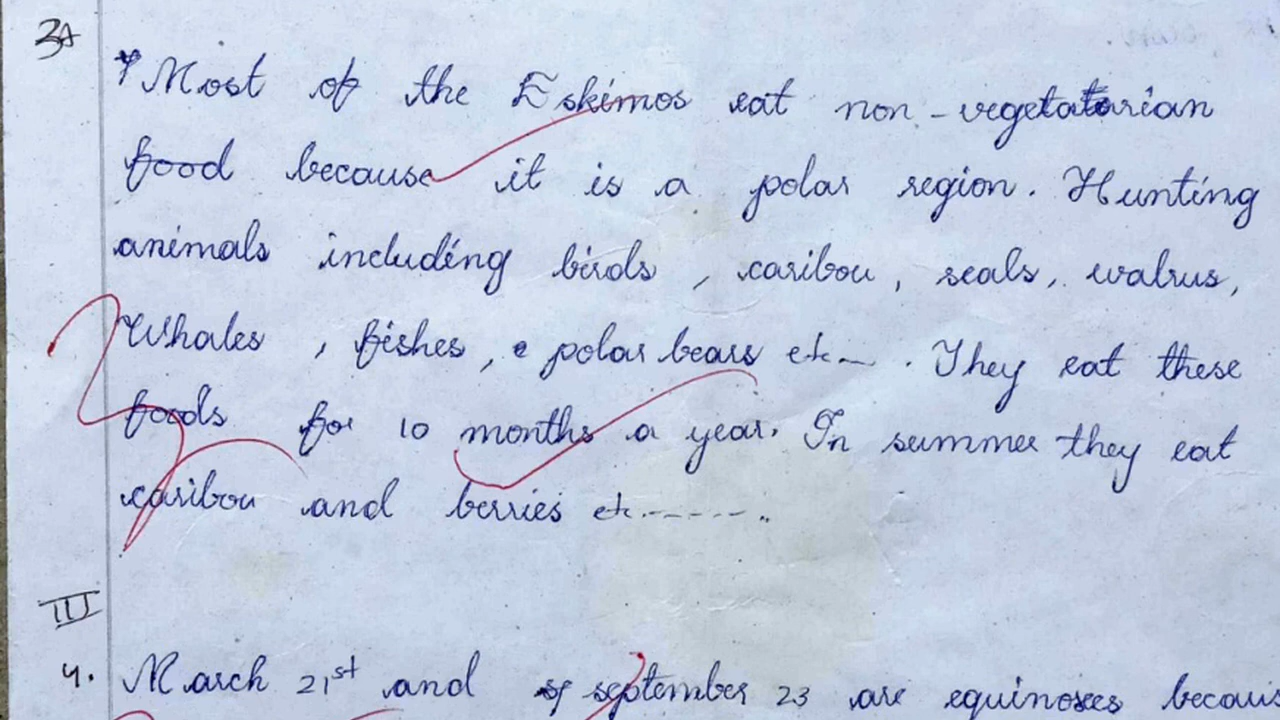 3A
* Most of the Eskimos eat non-vegetatarian
food because it is a polar region. Hunting
animals including birds, caribou, seals, walrus,
Whales, fishes, polar bears etc---. They eat these
foods for 10 months a year. In summer they eat
caribou and berries etc.------..
III
4. March 21st and september 23 are equinoxes